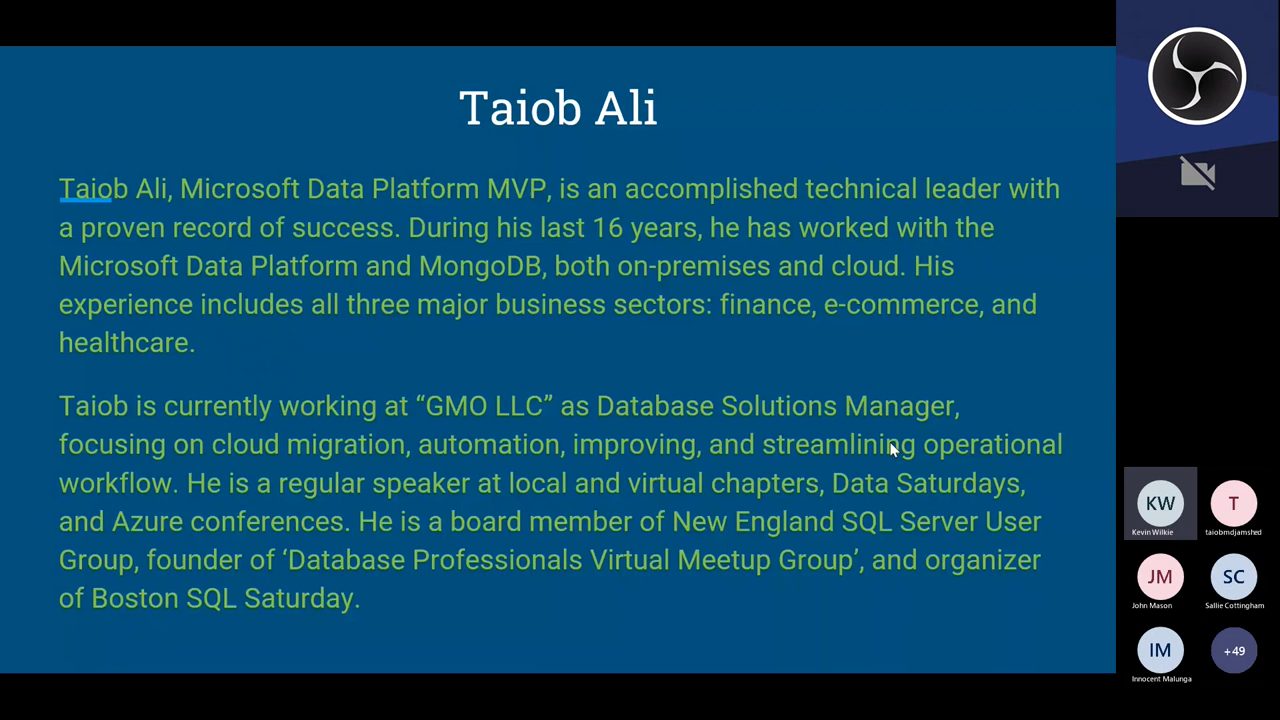 Taiob Ali
Taiob Ali, Microsoft Data Platform MVP, is an accomplished technical leader with
a proven record of success. During his last 16 years, he has worked with the
Microsoft Data Platform and MongoDB, both on-premises and cloud. His
experience includes all three major business sectors: finance, e-commerce, and
healthcare.
Taiob is currently working at “GMO LLC” as Database Solutions Manager,
focusing on cloud migration, automation, improving, and streamlining operational
workflow. He is a regular speaker at local and virtual chapters, Data Saturdays,
and Azure conferences. He is a board member of New England SQL Server User
Group, founder of ‘Database Professionals Virtual Meetup Group’, and organizer
of Boston SQL Saturday.
KW
Kevin Wilkie
T
taiobmdjamshed
JM
John Mason
SC
Sallie Cottingham
IM
Innocent Malunga
+49